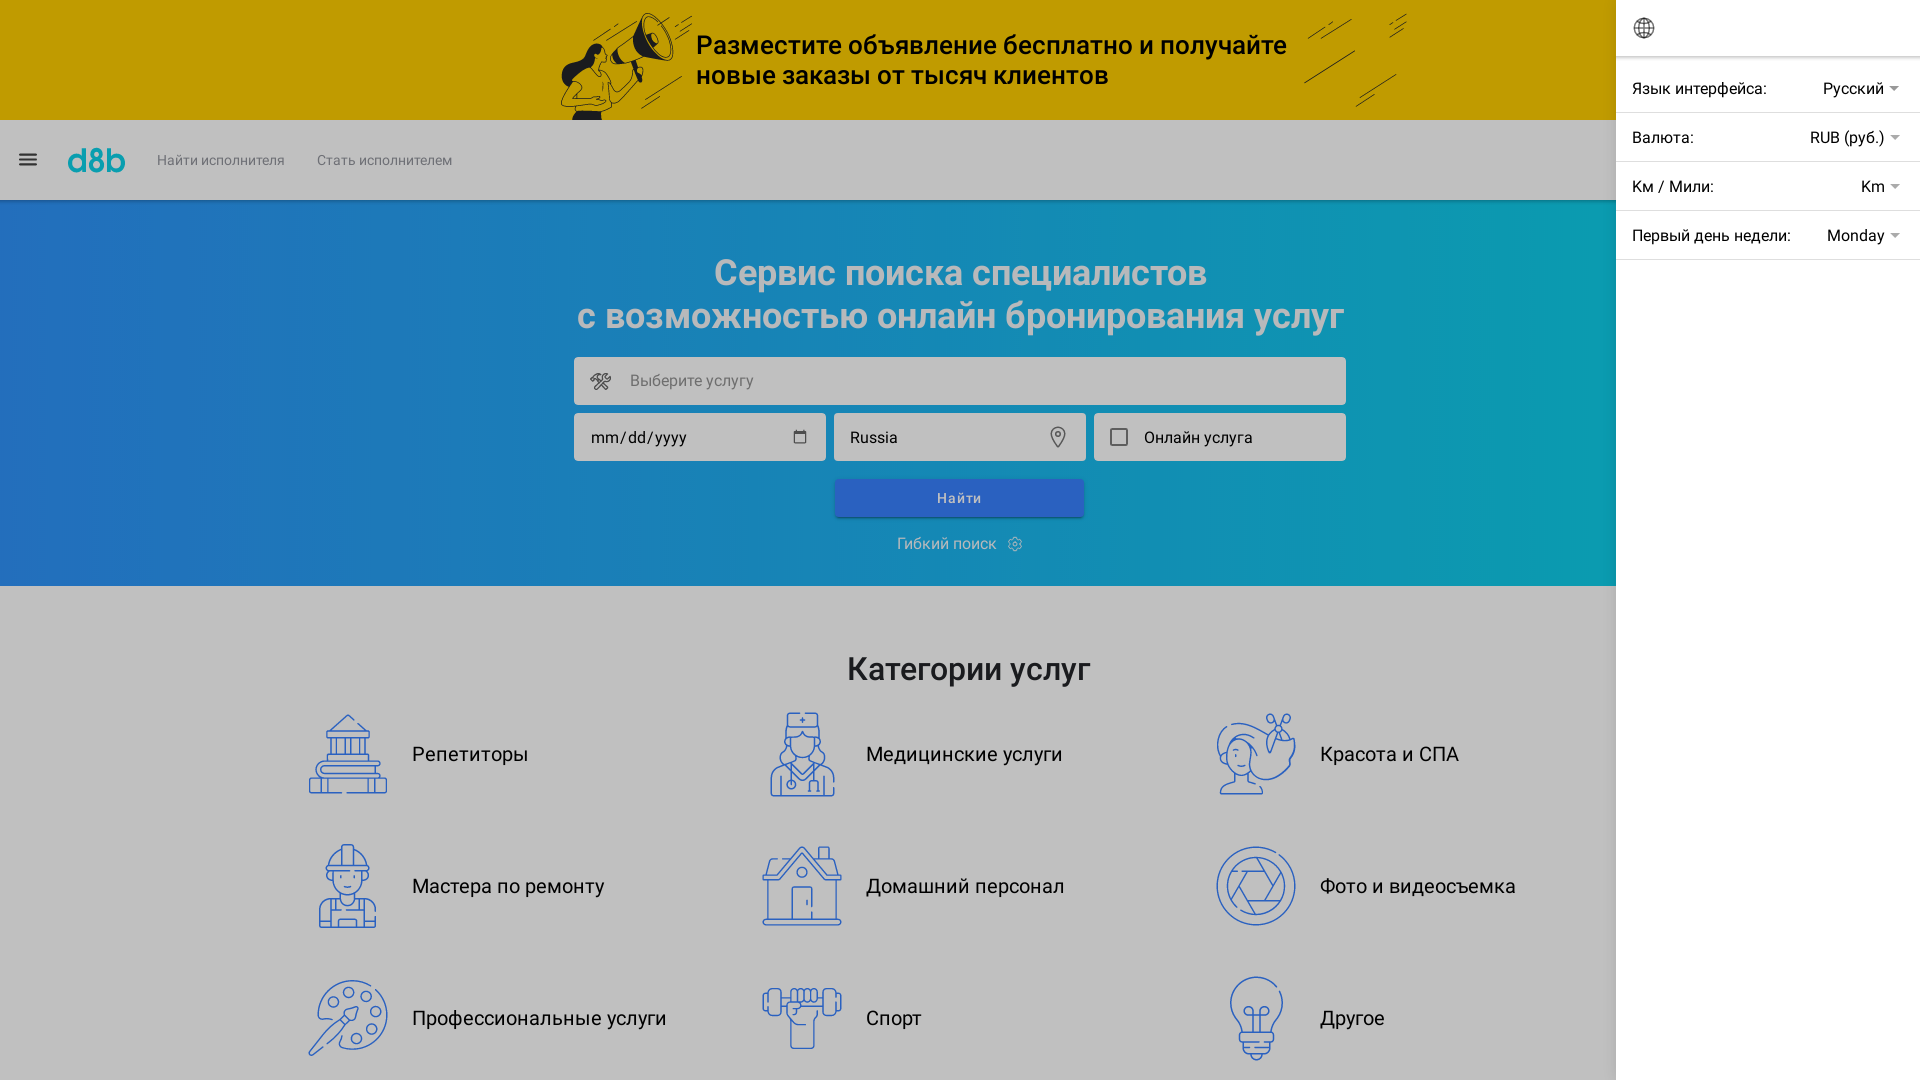 Разместите объявление бесплатно и получайте
новые заказы от тысяч клиентов
d8b
Найти исполнителя
Стать исполнителем
Язык интерфейса:
Русский
Валюта:
RUB (руб.)
Км / Мили:
Km
Первый день недели:
Monday
Сервис поиска специалистов
с возможностью онлайн бронирования услуг
Выберите услугу
mm/dd/yyyy
Russia
Онлайн услуга
Найти
Гибкий поиск
Категории услуг
Репетиторы
Медицинские услуги
Красота и СПА
Мастера по ремонту
Домашний персонал
Фото и видеосъемка
Профессиональные услуги
Спорт
Другое